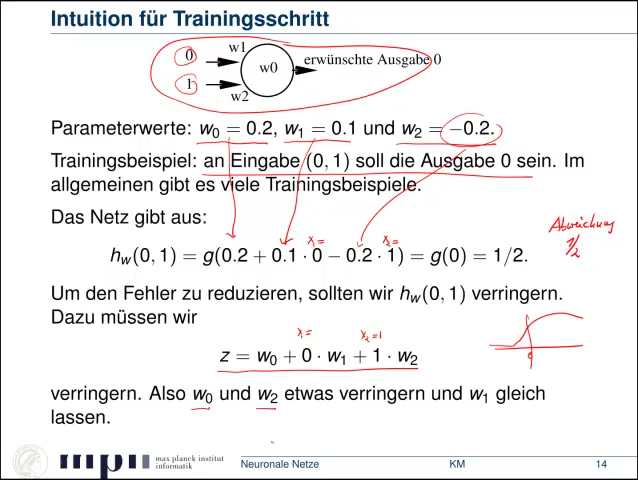 Intuition für Trainingsschritt
0 w1 w0 erwünschte Ausgabe 0
1 w2
Parameterwerte: w0 = 0.2, w1 = 0.1 und w2 = −0.2.
Trainingsbeispiel: an Eingabe (0, 1) soll die Ausgabe 0 sein. Im
allgemeinen gibt es viele Trainingsbeispiele.
Das Netz gibt aus:
Abweichung
1/2
x1= x2=
hw(0, 1) = g(0.2 + 0.1 · 0 − 0.2 · 1) = g(0) = 1/2.
Um den Fehler zu reduzieren, sollten wir hw(0, 1) verringern.
Dazu müssen wir
x1= x2=1
z = w0 + 0 · w1 + 1 · w2
0
verringern. Also w0 und w2 etwas verringern und w1 gleich
lassen.
max planck institut
informatik
Neuronale Netze KM 14